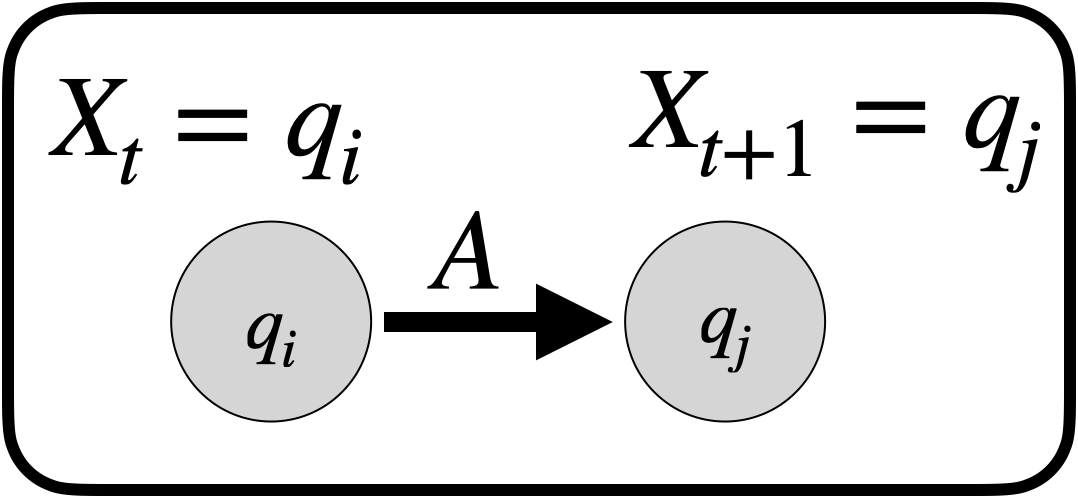 X_t = q_i X_{t+1} = q_j
A
q_i q_j